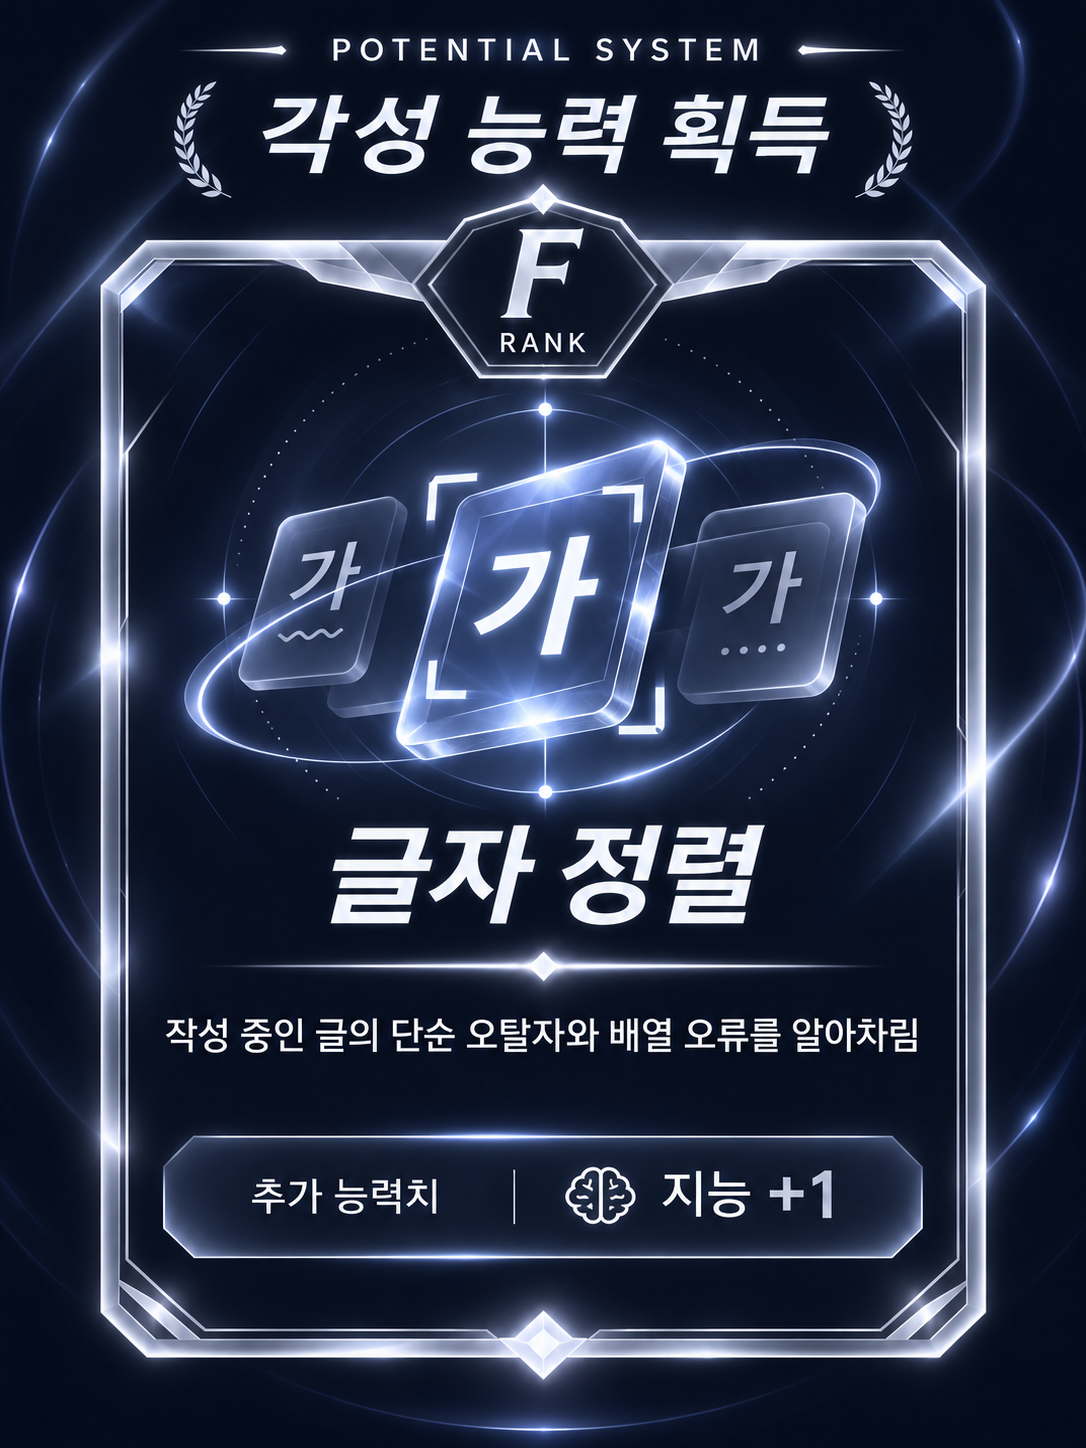 POTENTIAL SYSTEM
각성 능력 획득
F
RANK
가 가 가
글자 정렬
작성 중인 글의 단순 오탈자와 배열 오류를 알아차림
추가 능력치 지능 +1